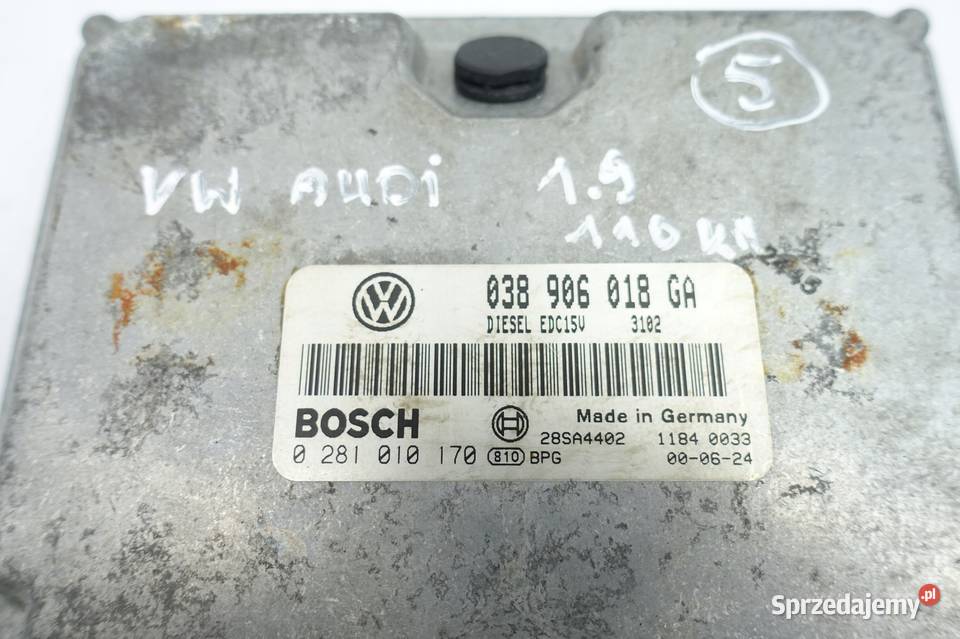 5
VW AUDI 1.9
110 KM
038 906 018 GA
DIESEL EDC15V 3102
BOSCH
Made in Germany
28SA4402 1184 0033
0 281 010 170 810 BPG 00-06-24
Sprzedajemy.pl